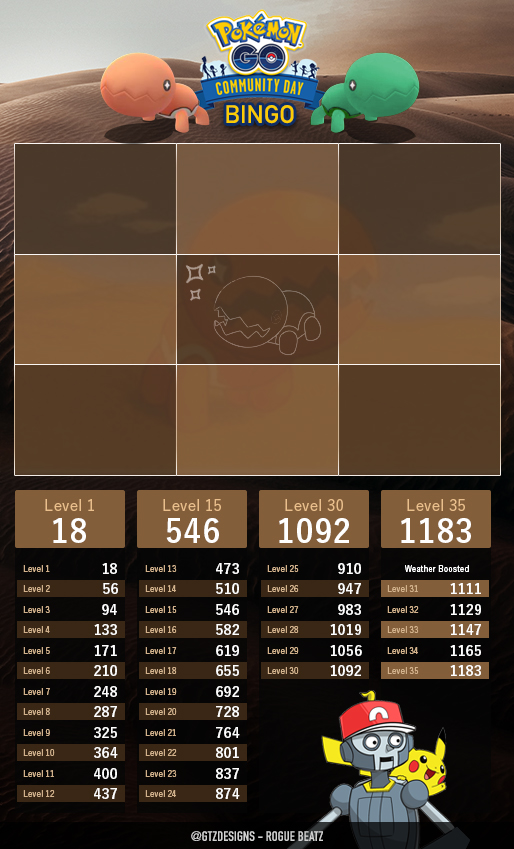 Pokémon
GO
COMMUNITY DAY
BINGO
Level 1
18
Level 15
546
Level 30
1092
Level 35
1183
Level 1 18
Level 2 56
Level 3 94
Level 4 133
Level 5 171
Level 6 210
Level 7 248
Level 8 287
Level 9 325
Level 10 364
Level 11 400
Level 12 437
Level 13 473
Level 14 510
Level 15 546
Level 16 582
Level 17 619
Level 18 655
Level 19 692
Level 20 728
Level 21 764
Level 22 801
Level 23 837
Level 24 874
Level 25 910
Level 26 947
Level 27 983
Level 28 1019
Level 29 1056
Level 30 1092
Weather Boosted
Level 31 1111
Level 32 1129
Level 33 1147
Level 34 1165
Level 35 1183
@GTZDESIGNS - ROGUE BEATZ